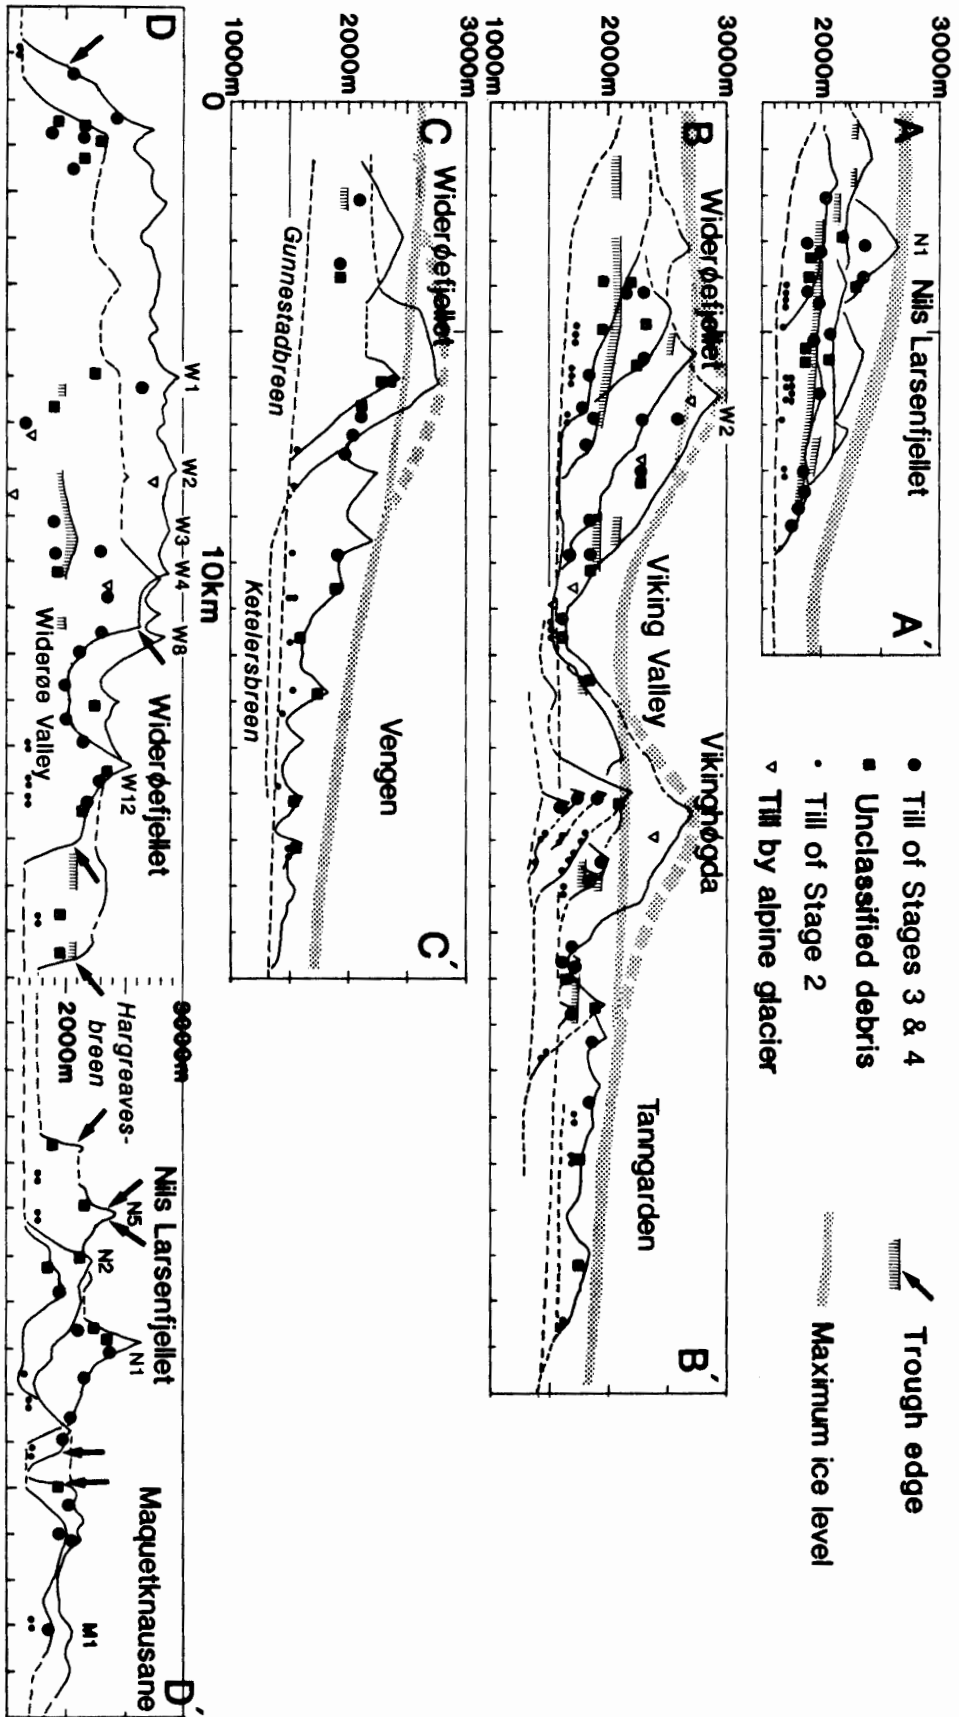 A
A′
3000m
2000m
N1
Nils Larsenfjellet
● Till of Stages 3 & 4
■ Unclassified debris
• Till of Stage 2
▽ Till by alpine glacier
Trough edge
Maximum ice level
B
B′
3000m
2000m
1000m
Widerøefjellet
W2
Viking Valley
Vikinghøgda
Tanngarden
C
C′
3000m
2000m
1000m
Widerøefjellet
Vengen
Gunnestadbreen
Ketelersbreen
0
10km
D
D′
W1
W2
W3
W4
W8
W12
Widerøefjellet
Widerøe Valley
3000m
2000m
Hargreaves-
breen
Nils Larsenfjellet
N5
N2
N1
Maquetknausane
M1